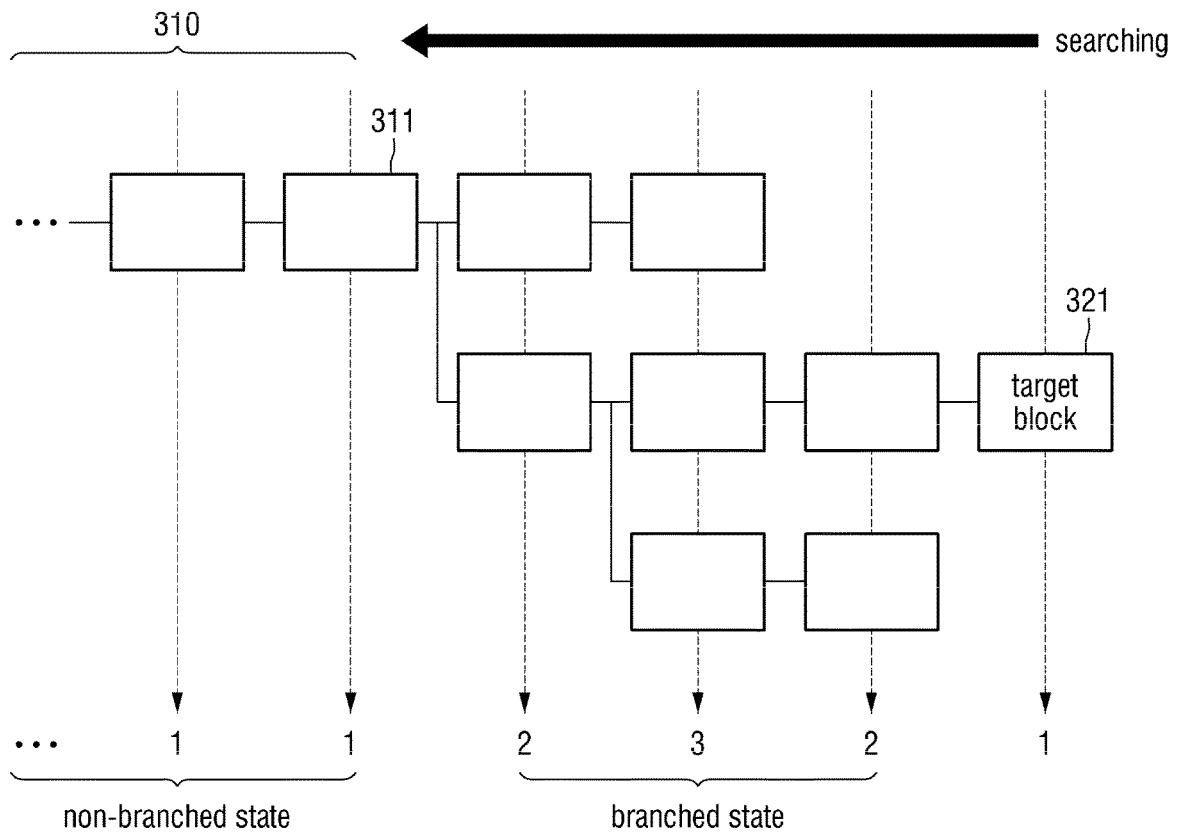 310
searching
311
321
target
block
... 1 1 2 3 2 1
non-branched state branched state